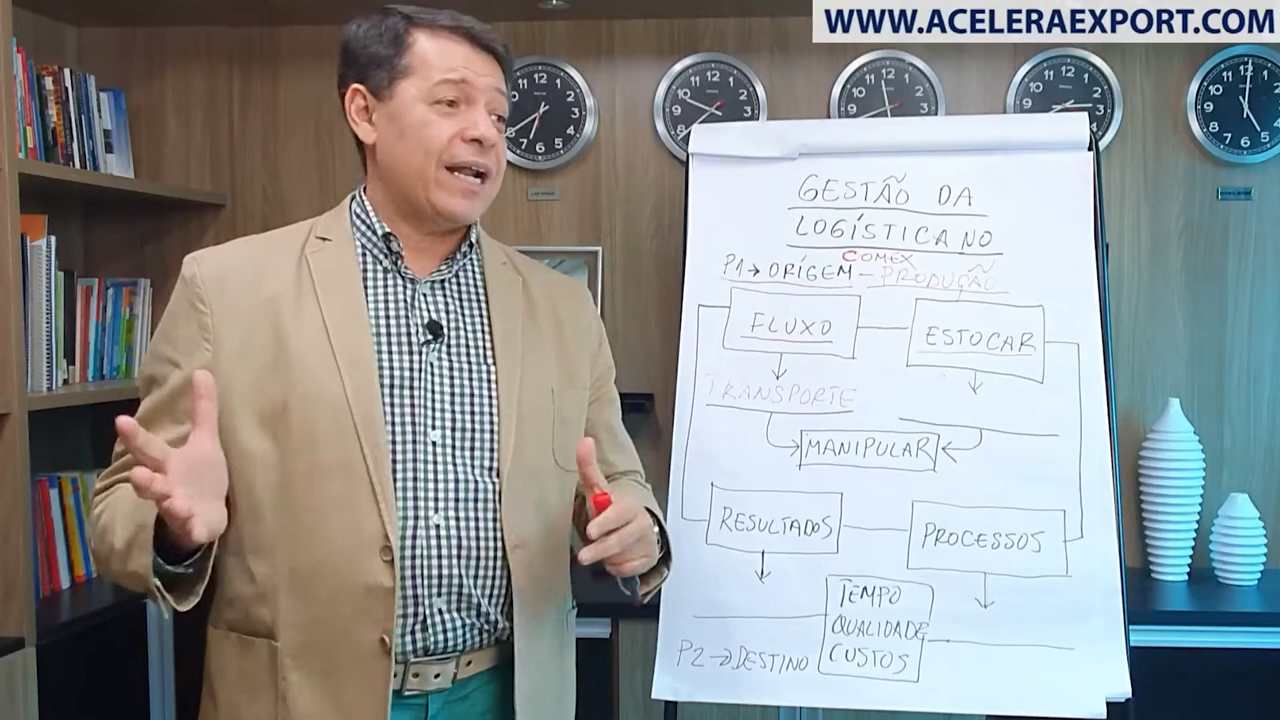 WWW.ACELERAEXPORT.COM
GESTÃO DA
LOGÍSTICA NO
COMEX
P1→ORÍGEM - PRODUÇÃO
FLUXO
ESTOCAR
TRANSPORTE
MANIPULAR
RESULTADOS
PROCESSOS
TEMPO
QUALIDADE
CUSTOS
P2→DESTINO